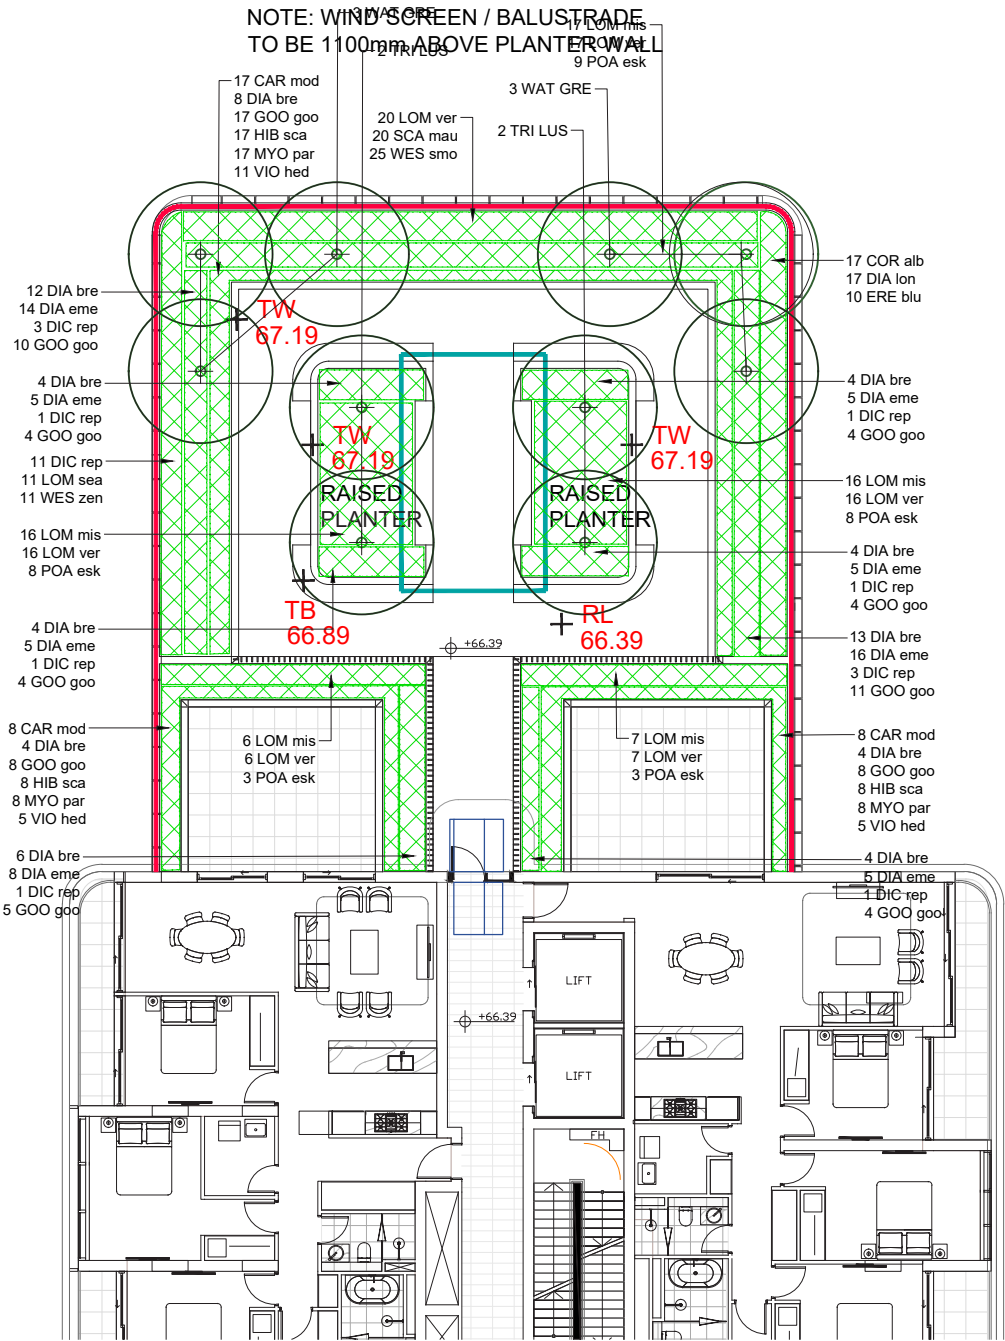 NOTE: WIND SCREEN / BALUSTRADE
TO BE 1100mm ABOVE PLANTER WALL
3 WAT GRE
2 TRI LUS
17 LOM mis
17 LOM ver
9 POA esk
17 CAR mod
8 DIA bre
17 GOO goo
17 HIB sca
17 MYO par
11 VIO hed
20 LOM ver
20 SCA mau
25 WES smo
3 WAT GRE
2 TRI LUS
17 COR alb
17 DIA lon
10 ERE blu
12 DIA bre
14 DIA eme
3 DIC rep
10 GOO goo
TW
67.19
4 DIA bre
5 DIA eme
1 DIC rep
4 GOO goo
4 DIA bre
5 DIA eme
1 DIC rep
4 GOO goo
TW
67.19
TW
67.19
11 DIC rep
11 LOM sea
11 WES zen
RAISED
PLANTER
RAISED
PLANTER
16 LOM mis
16 LOM ver
8 POA esk
16 LOM mis
16 LOM ver
8 POA esk
4 DIA bre
5 DIA eme
1 DIC rep
4 GOO goo
TB
66.89
RL
66.39
+66.39
4 DIA bre
5 DIA eme
1 DIC rep
4 GOO goo
13 DIA bre
16 DIA eme
3 DIC rep
11 GOO goo
8 CAR mod
4 DIA bre
8 GOO goo
8 HIB sca
8 MYO par
5 VIO hed
6 LOM mis
6 LOM ver
3 POA esk
7 LOM mis
7 LOM ver
3 POA esk
8 CAR mod
4 DIA bre
8 GOO goo
8 HIB sca
8 MYO par
5 VIO hed
6 DIA bre
8 DIA eme
1 DIC rep
5 GOO goo
4 DIA bre
5 DIA eme
1 DIC rep
4 GOO goo
LIFT
+66.39
LIFT
FH